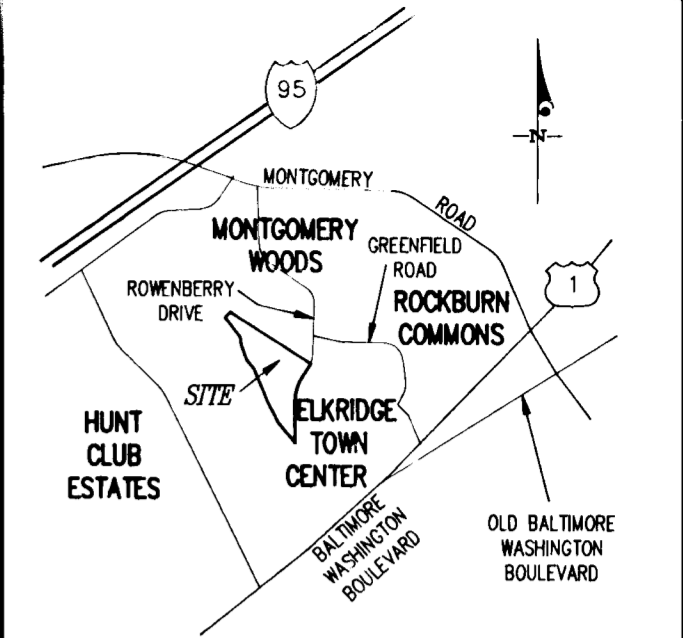 95
N
MONTGOMERY
ROAD
MONTGOMERY
WOODS
GREENFIELD
ROAD
1
ROWENBERRY
DRIVE
ROCKBURN
COMMONS
SITE
ELKRIDGE
TOWN
CENTER
HUNT
CLUB
ESTATES
BALTIMORE
WASHINGTON
BOULEVARD
OLD BALTIMORE
WASHINGTON
BOULEVARD